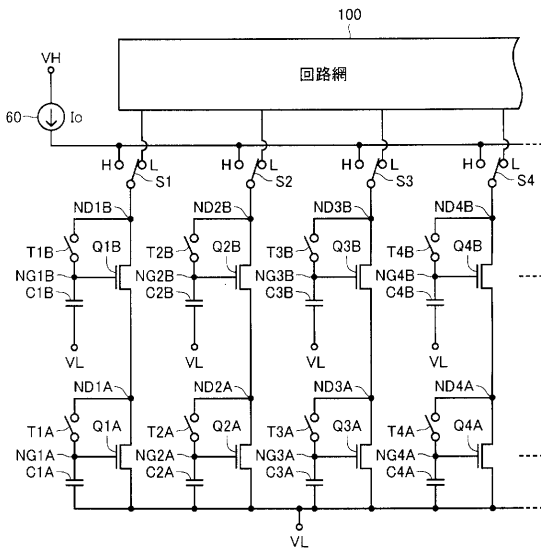 100
VH
回路網
60
Io
H L H L H L H L
S1 S2 S3 S4
ND1B ND2B ND3B ND4B
T1B Q1B T2B Q2B T3B Q3B T4B Q4B
NG1B NG2B NG3B NG4B
C1B C2B C3B C4B
VL VL VL VL
ND1A ND2A ND3A ND4A
T1A Q1A T2A Q2A T3A Q3A T4A Q4A
NG1A NG2A NG3A NG4A
C1A C2A C3A C4A
VL